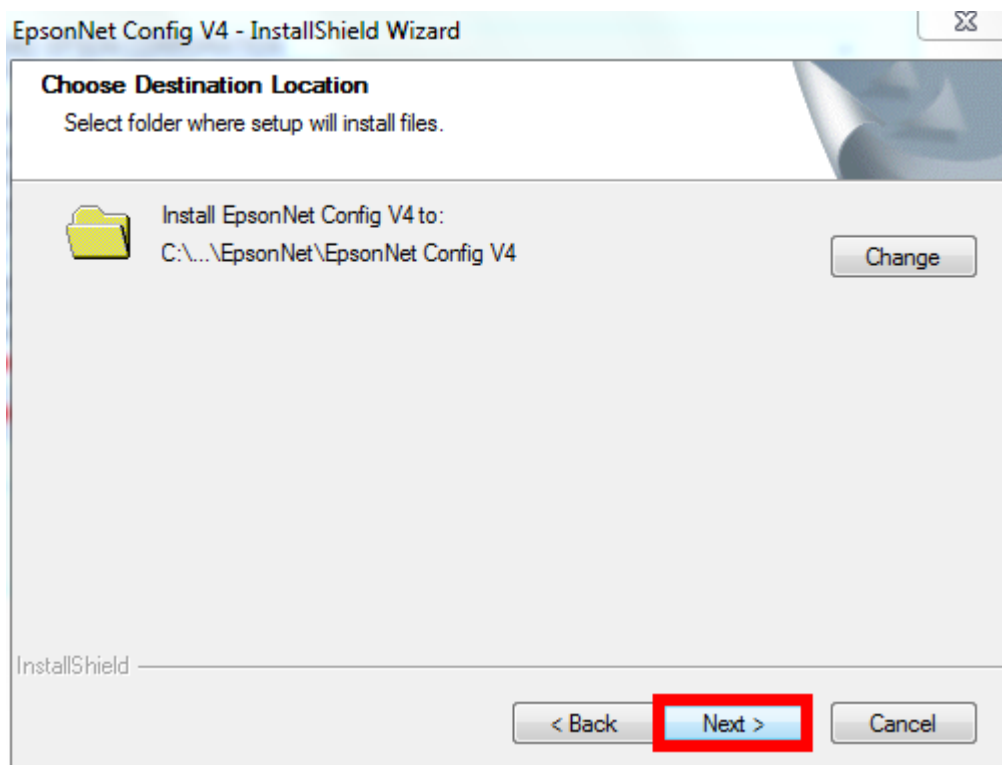 EpsonNet Config V4 - InstallShield Wizard
Choose Destination Location
Select folder where setup will install files.
Install EpsonNet Config V4 to:
C:\...\EpsonNet\EpsonNet Config V4
Change
InstallShield
< Back
Next >
Cancel